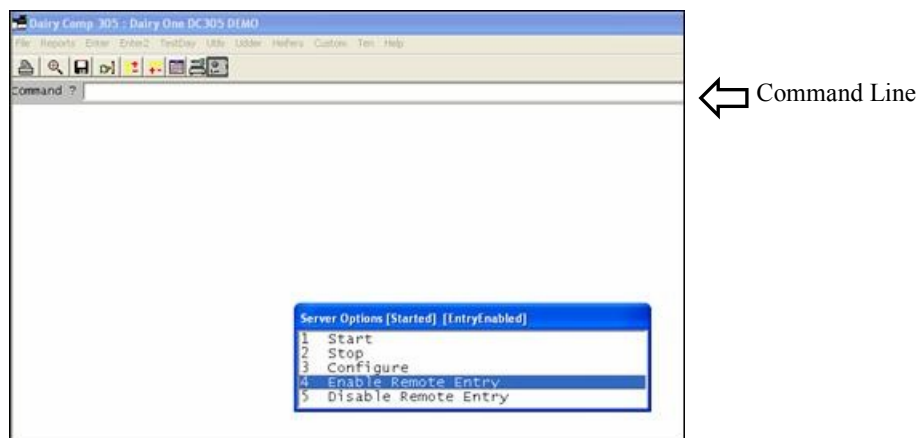 Dairy Comp 305 : Dairy One DC305 DEMO
File Reports Enter Enter2 TestDay Utils Udder Heifers Custom Ten Help
Command ?
Command Line
Server Options [Started] [EntryEnabled]
1 Start
2 Stop
3 Configure
4 Enable Remote Entry
5 Disable Remote Entry